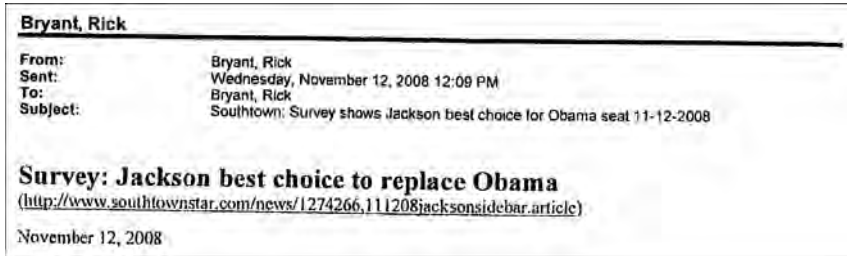 Bryant, Rick
From: Bryant, Rick
Sent: Wednesday, November 12, 2008 12:09 PM
To: Bryant, Rick
Subject: Southtown: Survey shows Jackson best choice for Obama seat 11-12-2008
Survey: Jackson best choice to replace Obama
(http://www.southtownstar.com/news/1274266,111208jacksonsidebar.article)
November 12, 2008